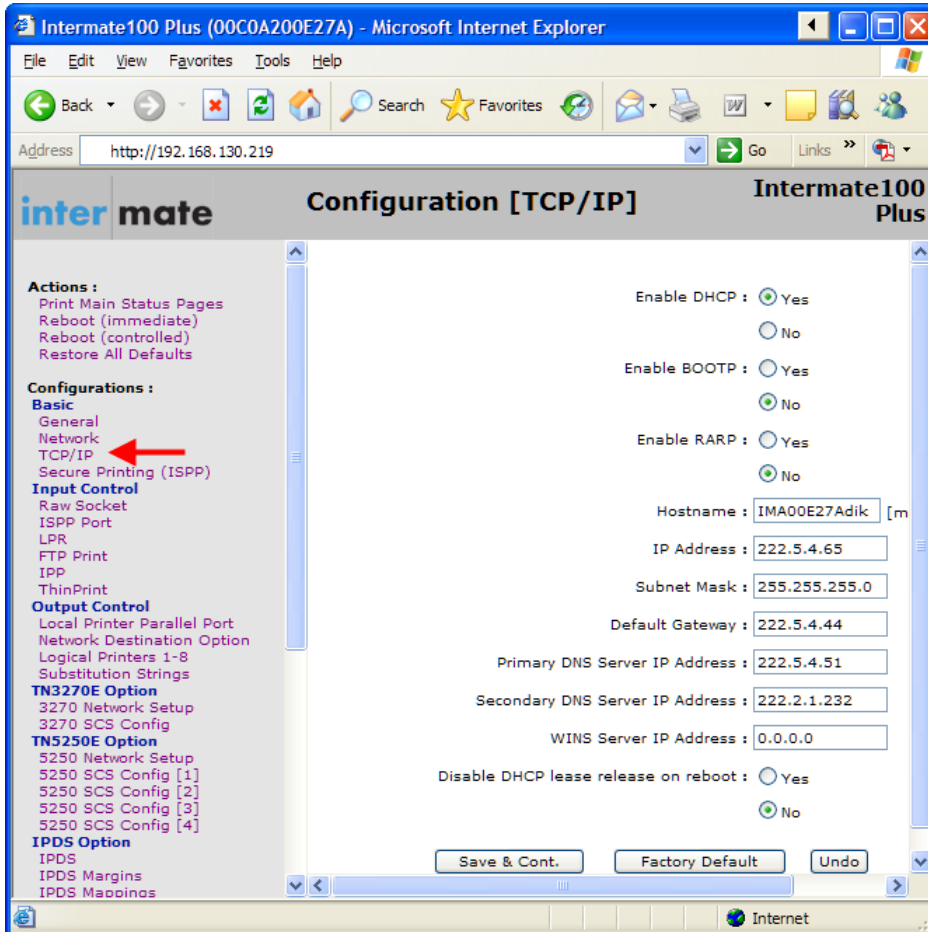 Intermate100 Plus (00C0A200E27A) - Microsoft Internet Explorer
File Edit View Favorites Tools Help
Back Search Favorites
Address http://192.168.130.219 Go Links »
inter mate
Configuration [TCP/IP]
Intermate100
Plus
Actions :
Print Main Status Pages
Reboot (immediate)
Reboot (controlled)
Restore All Defaults
Configurations :
Basic
General
Network
TCP/IP
Secure Printing (ISPP)
Input Control
Raw Socket
ISPP Port
LPR
FTP Print
IPP
ThinPrint
Output Control
Local Printer Parallel Port
Network Destination Option
Logical Printers 1-8
Substitution Strings
TN3270E Option
3270 Network Setup
3270 SCS Config
TN5250E Option
5250 Network Setup
5250 SCS Config [1]
5250 SCS Config [2]
5250 SCS Config [3]
5250 SCS Config [4]
IPDS Option
IPDS
IPDS Margins
IPDS Mappings
Enable DHCP : Yes
No
Enable BOOTP : Yes
No
Enable RARP : Yes
No
Hostname : IMA00E27Adik [m
IP Address : 222.5.4.65
Subnet Mask : 255.255.255.0
Default Gateway : 222.5.4.44
Primary DNS Server IP Address : 222.5.4.51
Secondary DNS Server IP Address : 222.2.1.232
WINS Server IP Address : 0.0.0.0
Disable DHCP lease release on reboot : Yes
No
Save & Cont. Factory Default Undo
Internet